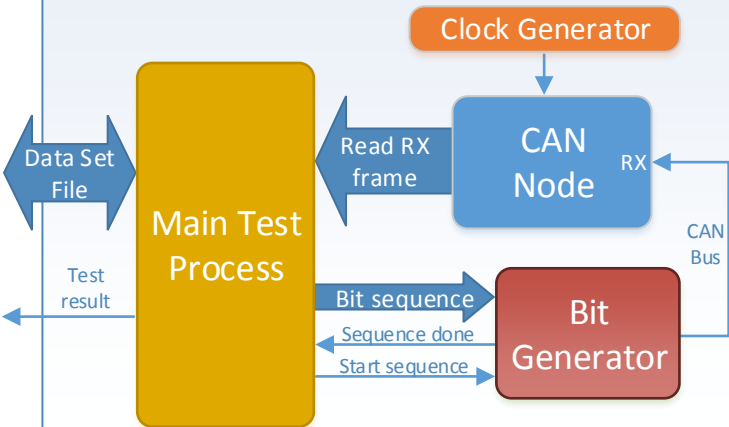 Clock Generator
Data Set
File
Read RX
frame
CAN
Node
RX
Main Test
Process
CAN
Bus
Test
result
Bit sequence
Sequence done
Start sequence
Bit
Generator